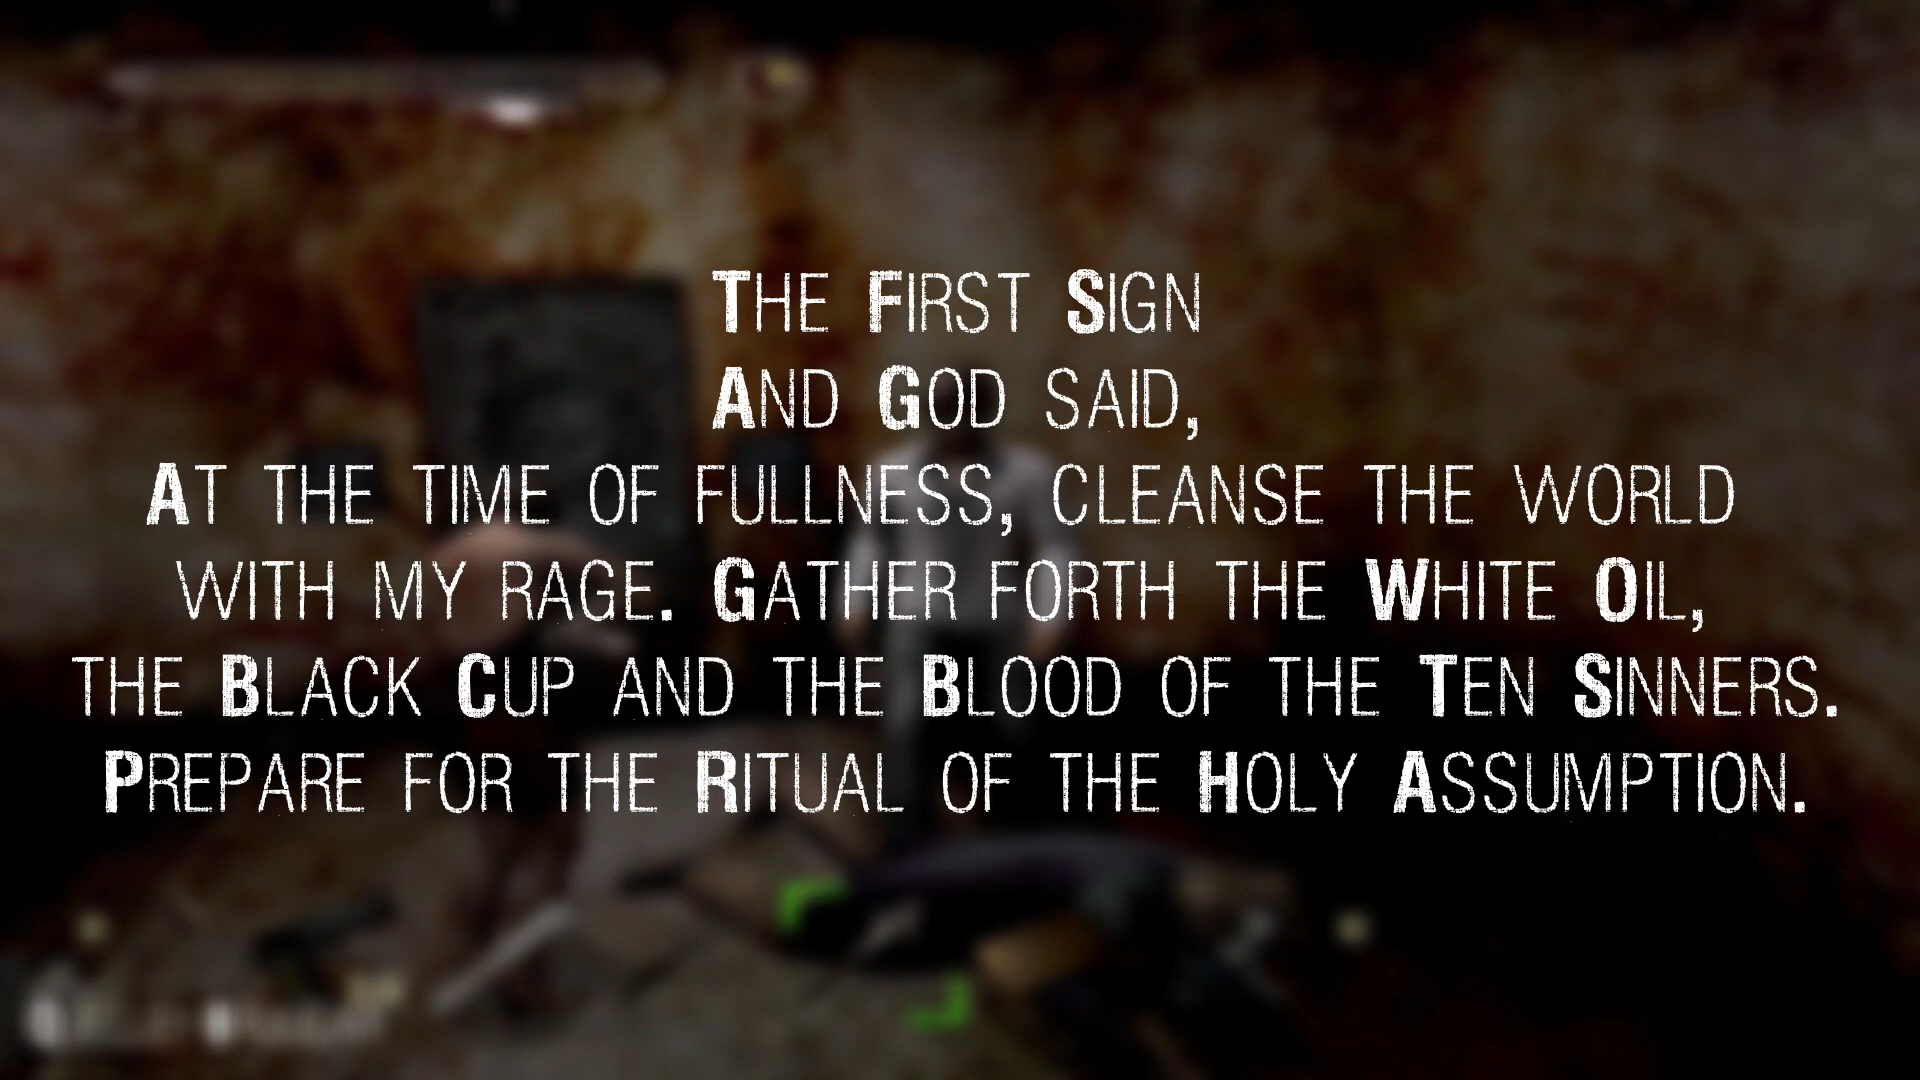 The First Sign
And God said,
At the time of fullness, cleanse the world
with my rage. Gather forth the White Oil,
the Black Cup and the Blood of the Ten Sinners.
Prepare for the Ritual of the Holy Assumption.